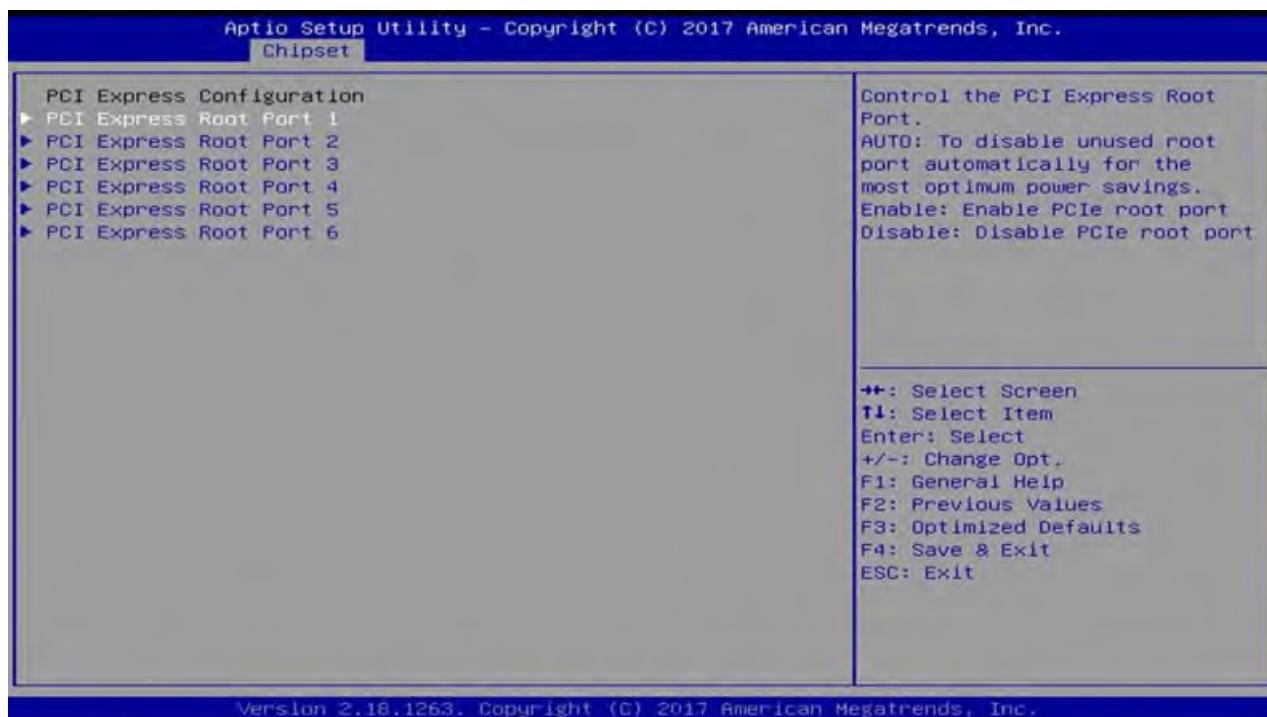 Aptio Setup Utility – Copyright (C) 2017 American Megatrends, Inc.
Chipset
PCI Express Configuration
► PCI Express Root Port 1
► PCI Express Root Port 2
► PCI Express Root Port 3
► PCI Express Root Port 4
► PCI Express Root Port 5
► PCI Express Root Port 6
Control the PCI Express Root
Port.
AUTO: To disable unused root
port automatically for the
most optimum power savings.
Enable: Enable PCIe root port
Disable: Disable PCIe root port
→←: Select Screen
↑↓: Select Item
Enter: Select
+/-: Change Opt.
F1: General Help
F2: Previous Values
F3: Optimized Defaults
F4: Save & Exit
ESC: Exit
Version 2.18.1263. Copyright (C) 2017 American Megatrends, Inc.